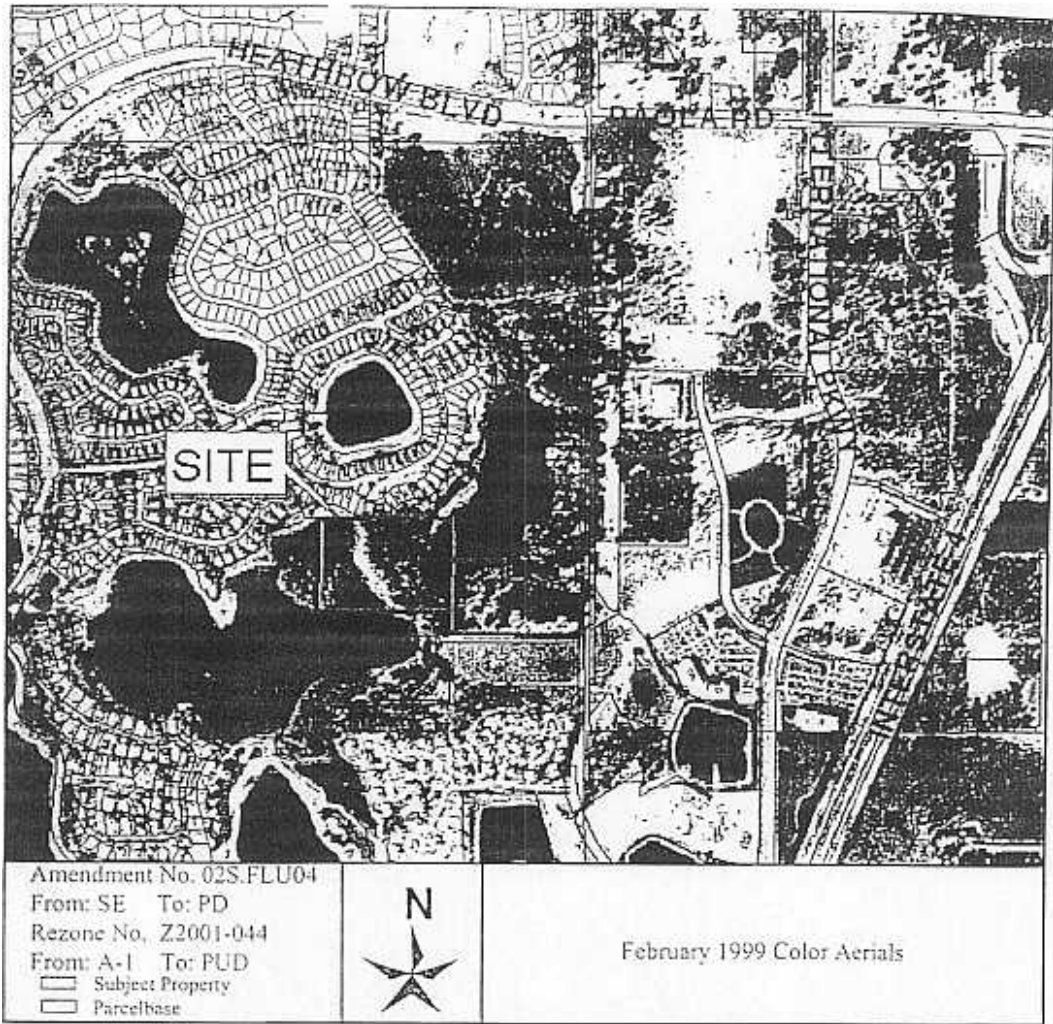 HEATHROW BLVD
PAOLA RD
INTERNATIONAL PKWY
SITE
INTERSTATE 4
Amendment No. 02S.FLU04
From: SE To: PD
Rezone No. Z2001-044
From: A-1 To: PUD
Subject Property
Parcelbase
N
February 1999 Color Aerials